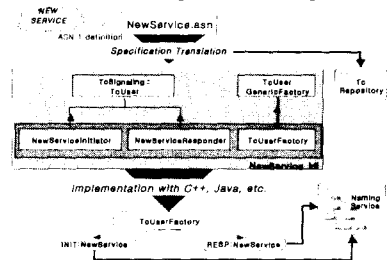 NEW
SERVICE
NewService.asn
ASN.1 definition
Specification Translation
ToSignaling::
ToUser
ToUser
GenericFactory
To
Repository
NewServiceInitiator
NewServiceResponder
ToUserFactory
NewService
Implementation with C++, Java, etc.
Naming
Service
ToUserFactory
INIT:NewService
RESP:NewService